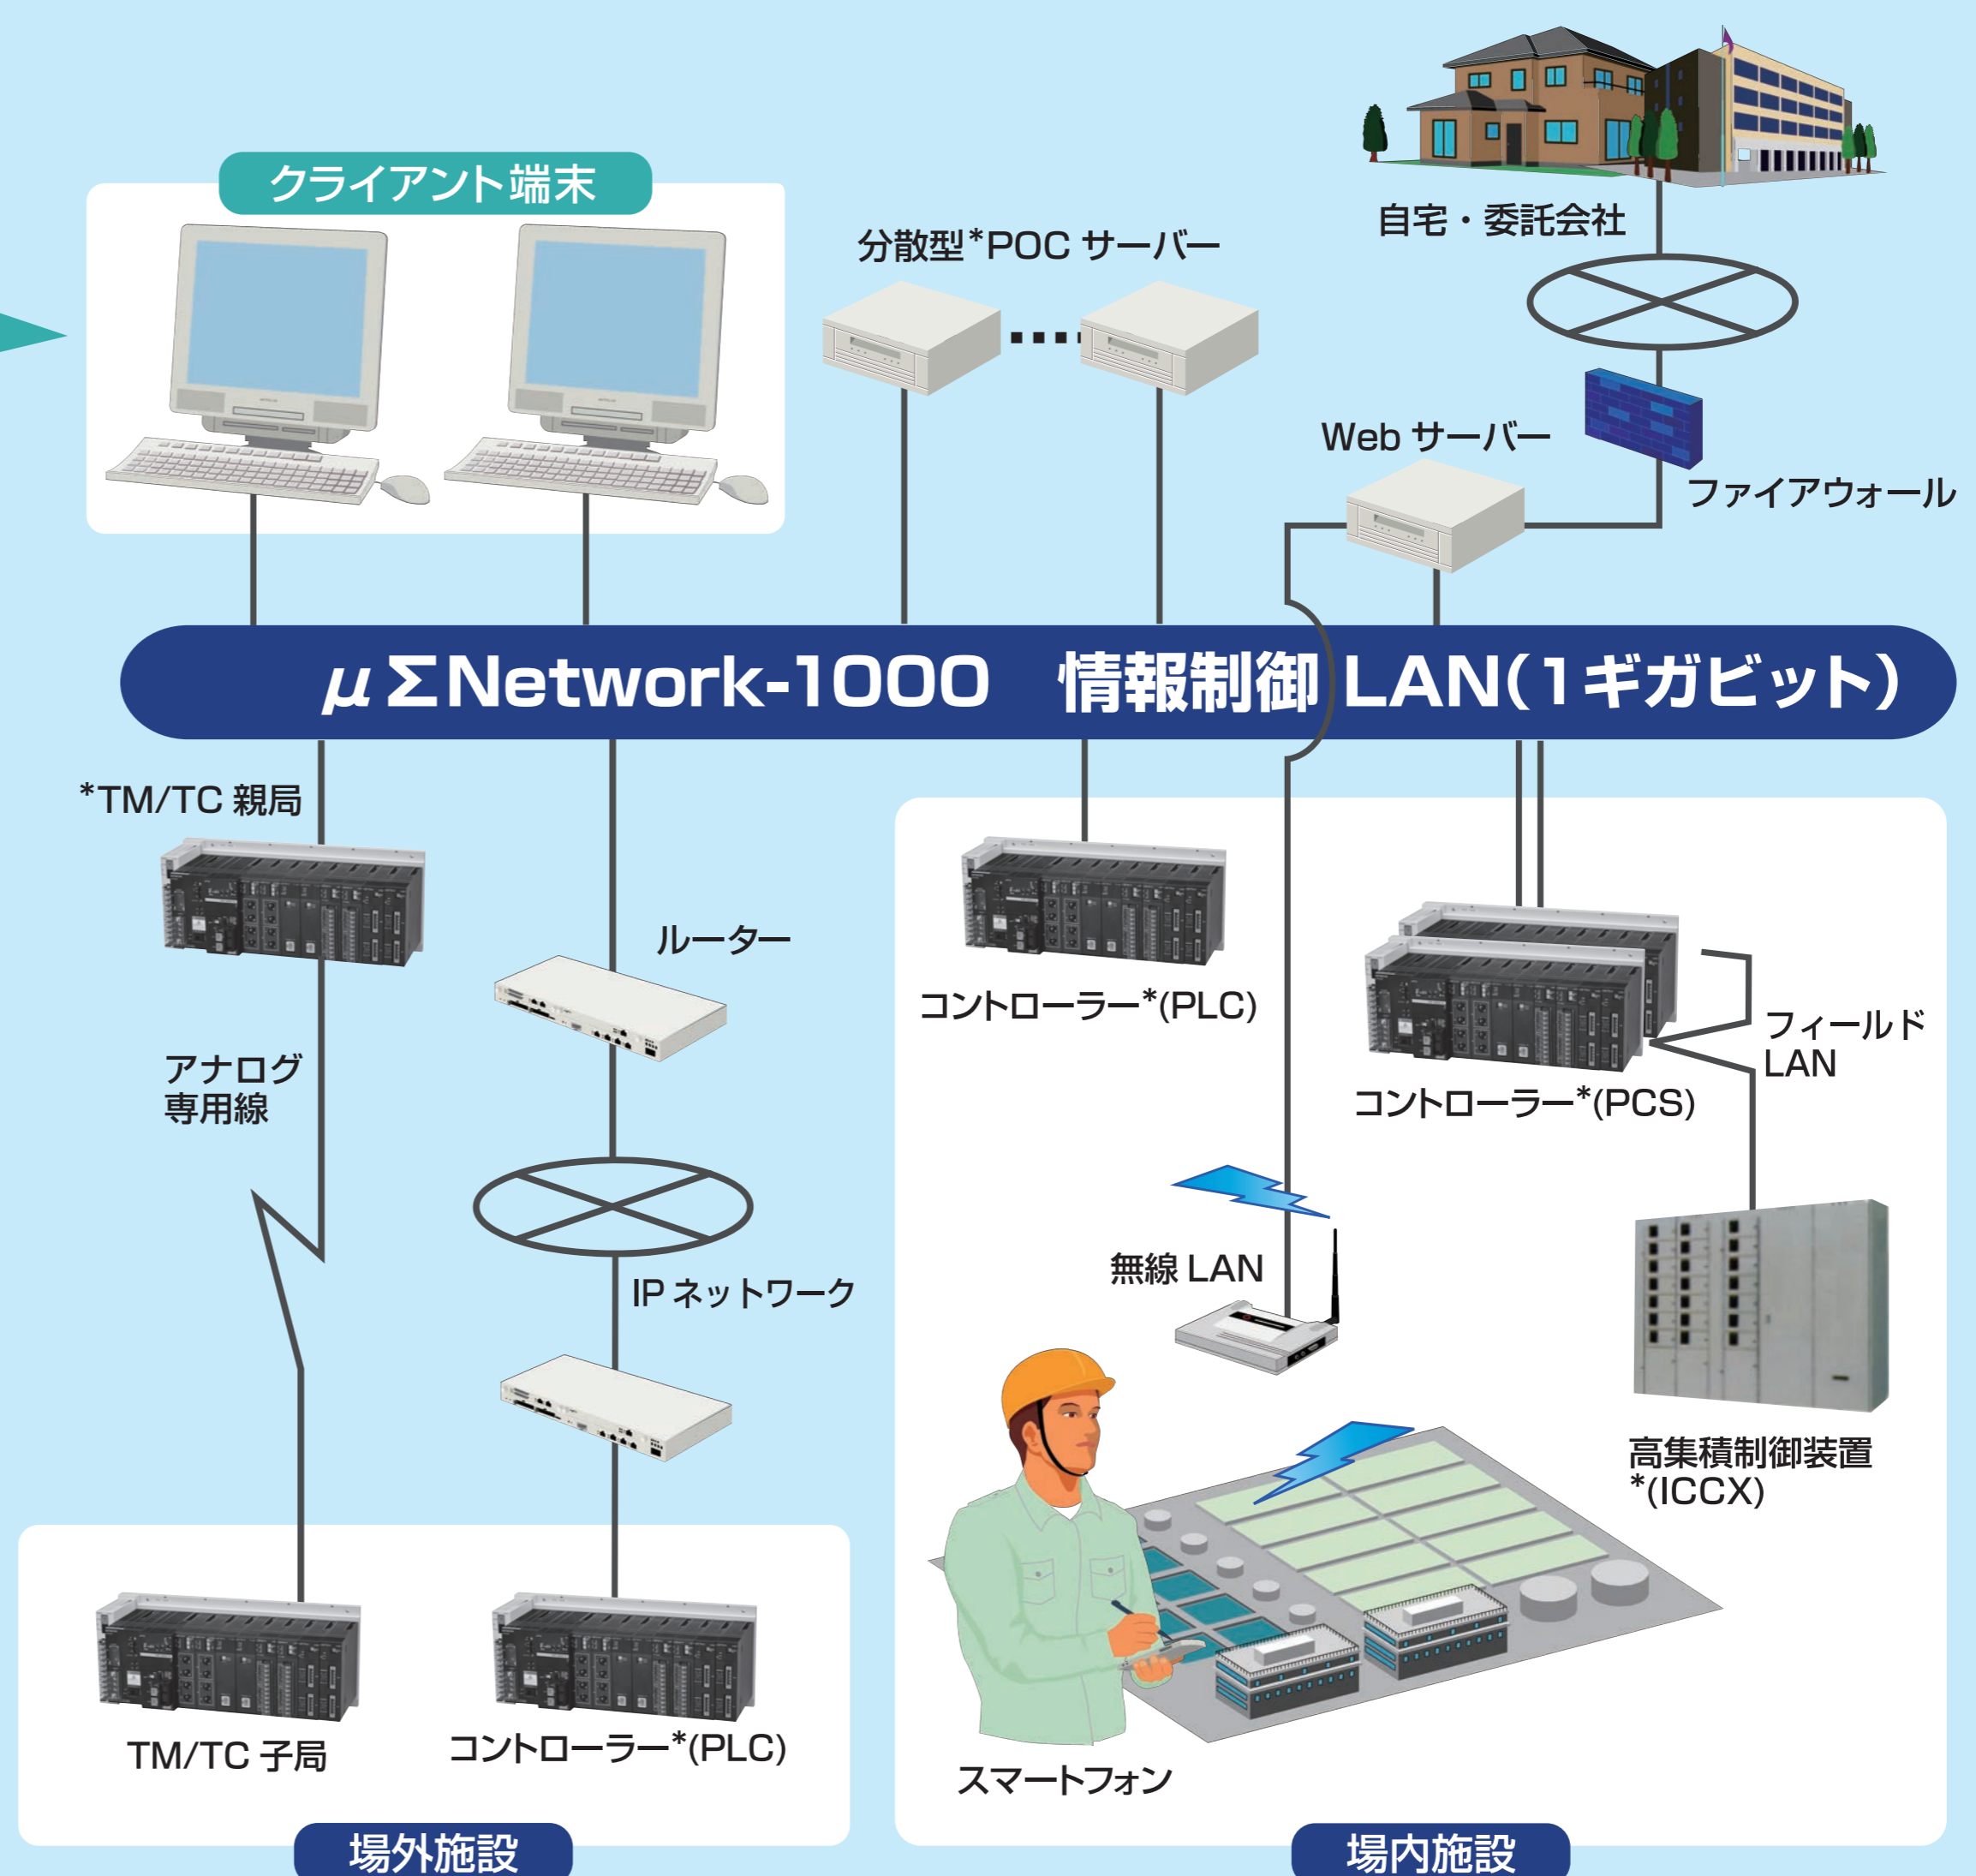 クライアント端末
分散型*POC サーバー
自宅・委託会社
Web サーバー
ファイアウォール
μΣNetwork-1000 情報制御 LAN(1ギガビット)
*TM/TC 親局
ルーター
アナログ
専用線
IP ネットワーク
TM/TC 子局
コントローラー*(PLC)
場外施設
コントローラー*(PLC)
コントローラー*(PCS)
フィールド
LAN
無線 LAN
高集積制御装置
*(ICCX)
スマートフォン
場内施設